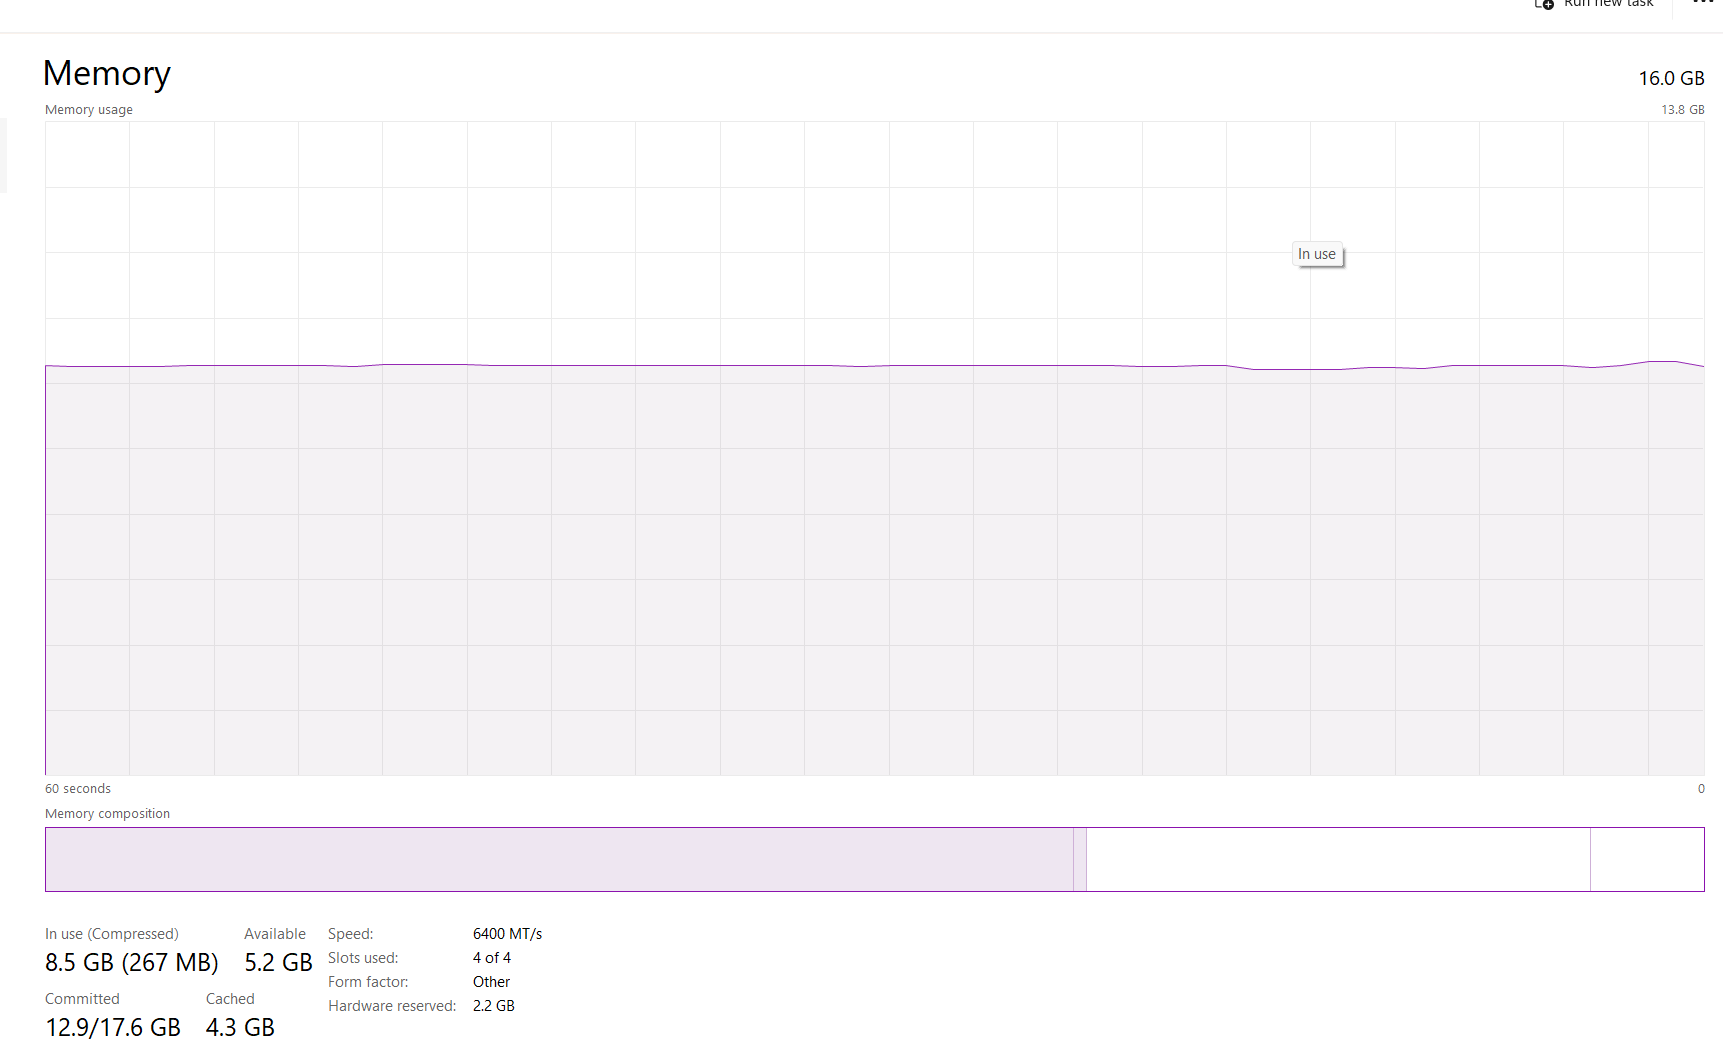 Run new task
Memory
16.0 GB
Memory usage
13.8 GB
In use
60 seconds
0
Memory composition
In use (Compressed)
8.5 GB (267 MB)
Available
5.2 GB
Committed
12.9/17.6 GB
Cached
4.3 GB
Speed: 6400 MT/s
Slots used: 4 of 4
Form factor: Other
Hardware reserved: 2.2 GB